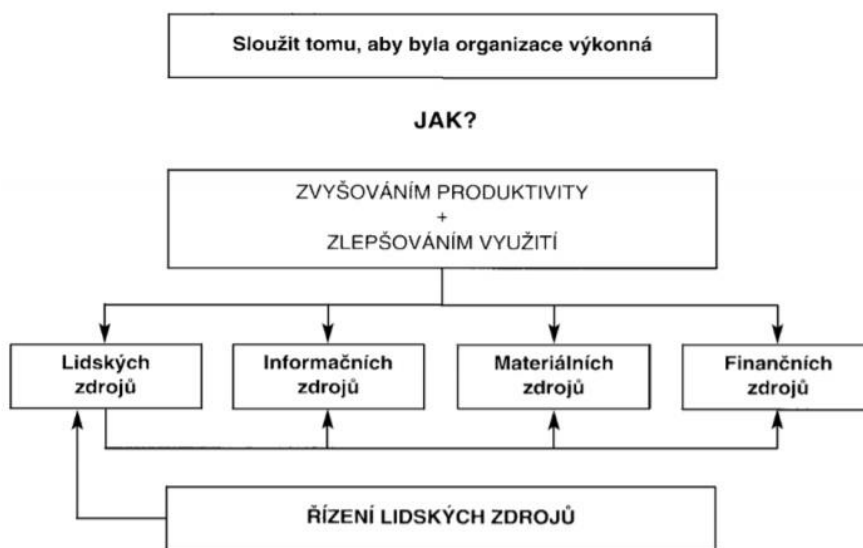 Sloužit tomu, aby byla organizace výkonná
JAK?
ZVYŠOVÁNÍM PRODUKTIVITY
+
ZLEPŠOVÁNÍM VYUŽITÍ
Lidských
zdrojů
Informačních
zdrojů
Materiálních
zdrojů
Finančních
zdrojů
ŘÍZENÍ LIDSKÝCH ZDROJŮ